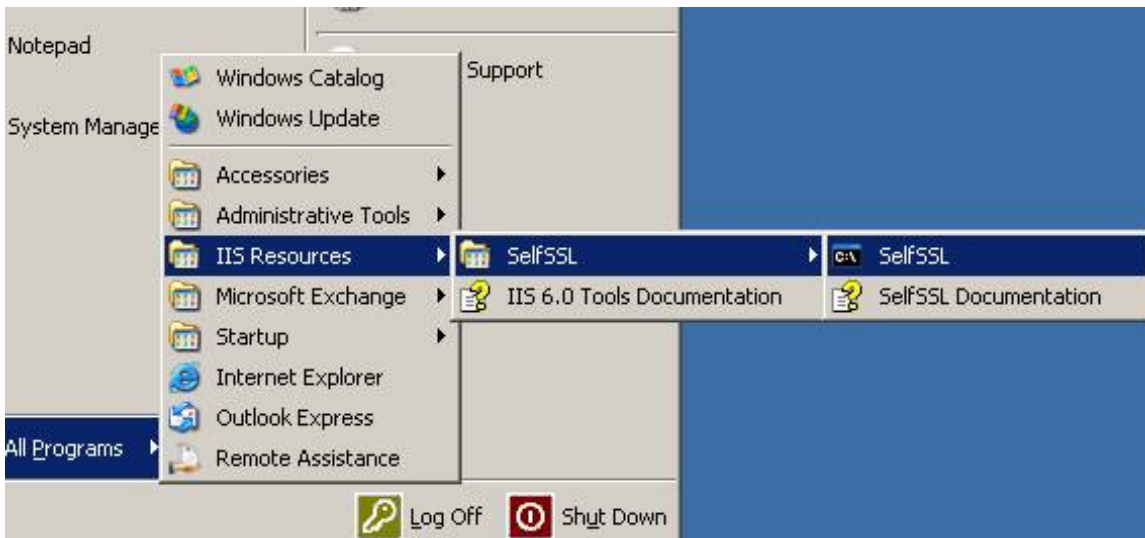 Notepad
Support
System Manage
Windows Catalog
Windows Update
Accessories
Administrative Tools
IIS Resources
Microsoft Exchange
Startup
Internet Explorer
Outlook Express
Remote Assistance
SelfSSL
IIS 6.0 Tools Documentation
C:\
SelfSSL
SelfSSL Documentation
All Programs
Log Off
Shut Down